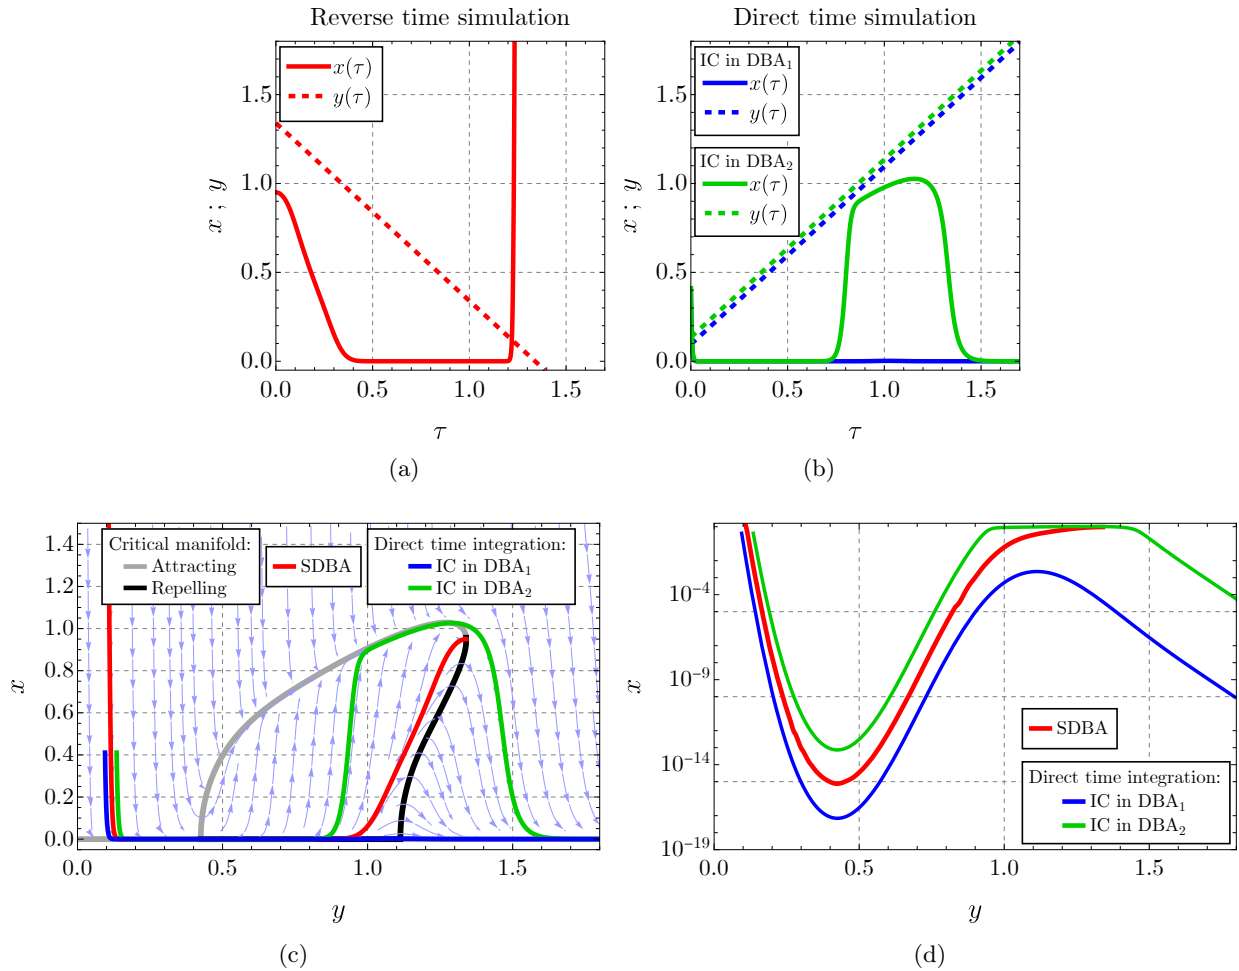 Reverse time simulation
x(τ)
y(τ)
1.5
1.0
0.5
0.0
x ; y
0.0 0.5 1.0 1.5
τ
(a)
Direct time simulation
IC in DBA₁
x(τ)
y(τ)
IC in DBA₂
x(τ)
y(τ)
1.5
1.0
0.5
0.0
x ; y
0.0 0.5 1.0 1.5
τ
(b)
Critical manifold:
Attracting
Repelling
SDBA
Direct time integration:
IC in DBA₁
IC in DBA₂
1.4
1.2
1.0
0.8
0.6
0.4
0.2
0.0
x
0.0 0.5 1.0 1.5
y
(c)
10⁻⁴
10⁻⁹
10⁻¹⁴
10⁻¹⁹
x
SDBA
Direct time integration:
IC in DBA₁
IC in DBA₂
0.0 0.5 1.0 1.5
y
(d)